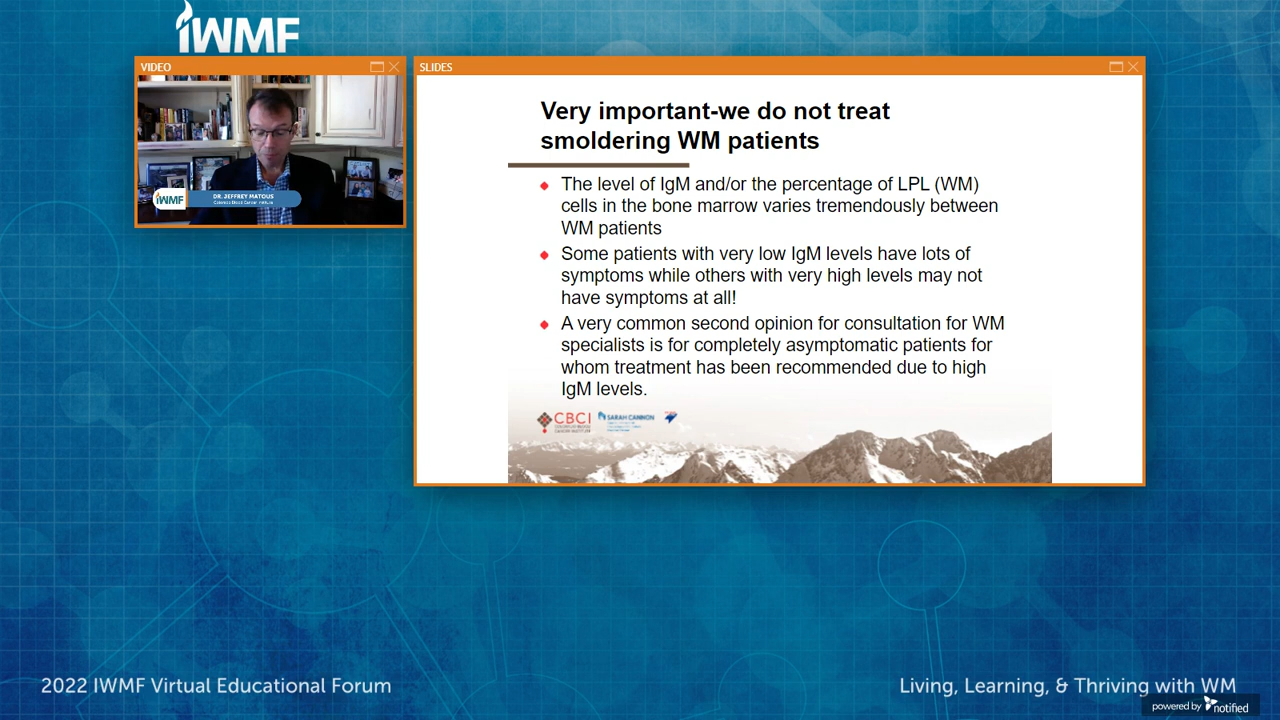 IWMF
VIDEO
SLIDES
IWMF
DR. JEFFREY MATOUS
Colorado Blood Cancer Institute
Very important-we do not treat
smoldering WM patients
The level of IgM and/or the percentage of LPL (WM)
cells in the bone marrow varies tremendously between
WM patients
Some patients with very low IgM levels have lots of
symptoms while others with very high levels may not
have symptoms at all!
A very common second opinion for consultation for WM
specialists is for completely asymptomatic patients for
whom treatment has been recommended due to high
IgM levels.
CBCI
SARAH CANNON
2022 IWMF Virtual Educational Forum
Living, Learning, & Thriving with WM
powered by notified